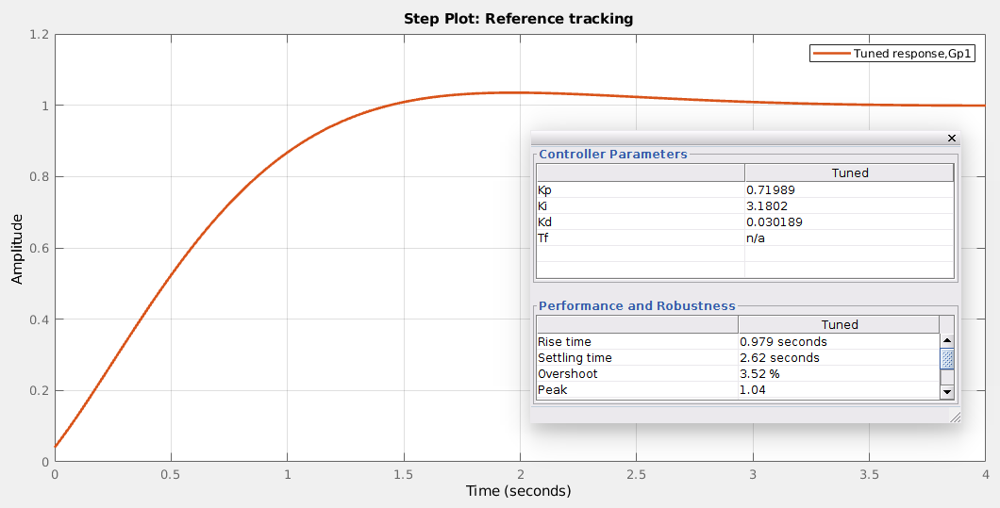 Step Plot: Reference tracking
Tuned response,Gp1
Amplitude
1.2
1
0.8
0.6
0.4
0.2
0
0 0.5 1 1.5 2 2.5 3 3.5 4
Time (seconds)
Controller Parameters
Tuned
Kp 0.71989
Ki 3.1802
Kd 0.030189
Tf n/a
Performance and Robustness
Tuned
Rise time 0.979 seconds
Settling time 2.62 seconds
Overshoot 3.52 %
Peak 1.04